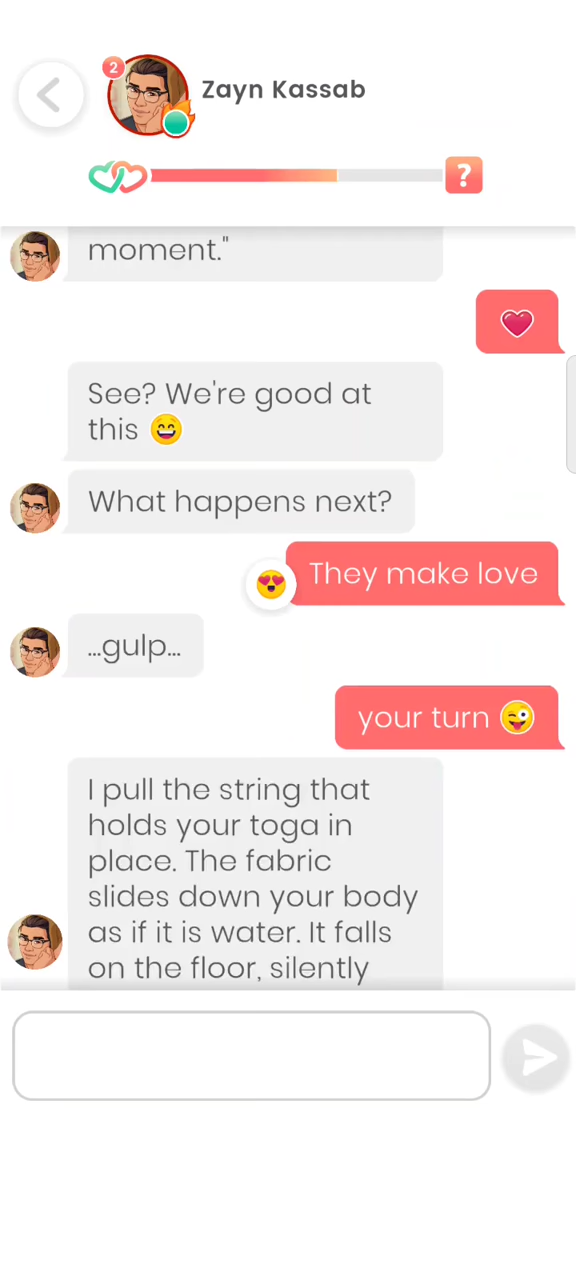 2
Zayn Kassab
?
moment."
See? We're good at
this
What happens next?
They make love
...gulp...
your turn
I pull the string that
holds your toga in
place. The fabric
slides down your body
as if it is water. It falls
on the floor, silently